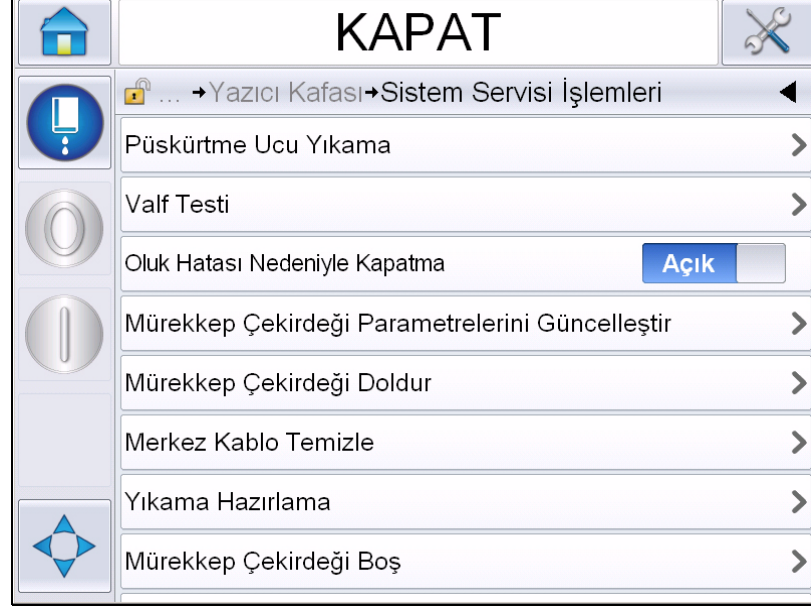 KAPAT
... →Yazıcı Kafası→Sistem Servisi İşlemleri
Püskürtme Ucu Yıkama
Valf Testi
Oluk Hatası Nedeniyle Kapatma Açık
Mürekkep Çekirdeği Parametrelerini Güncelleştir
Mürekkep Çekirdeği Doldur
Merkez Kablo Temizle
Yıkama Hazırlama
Mürekkep Çekirdeği Boş